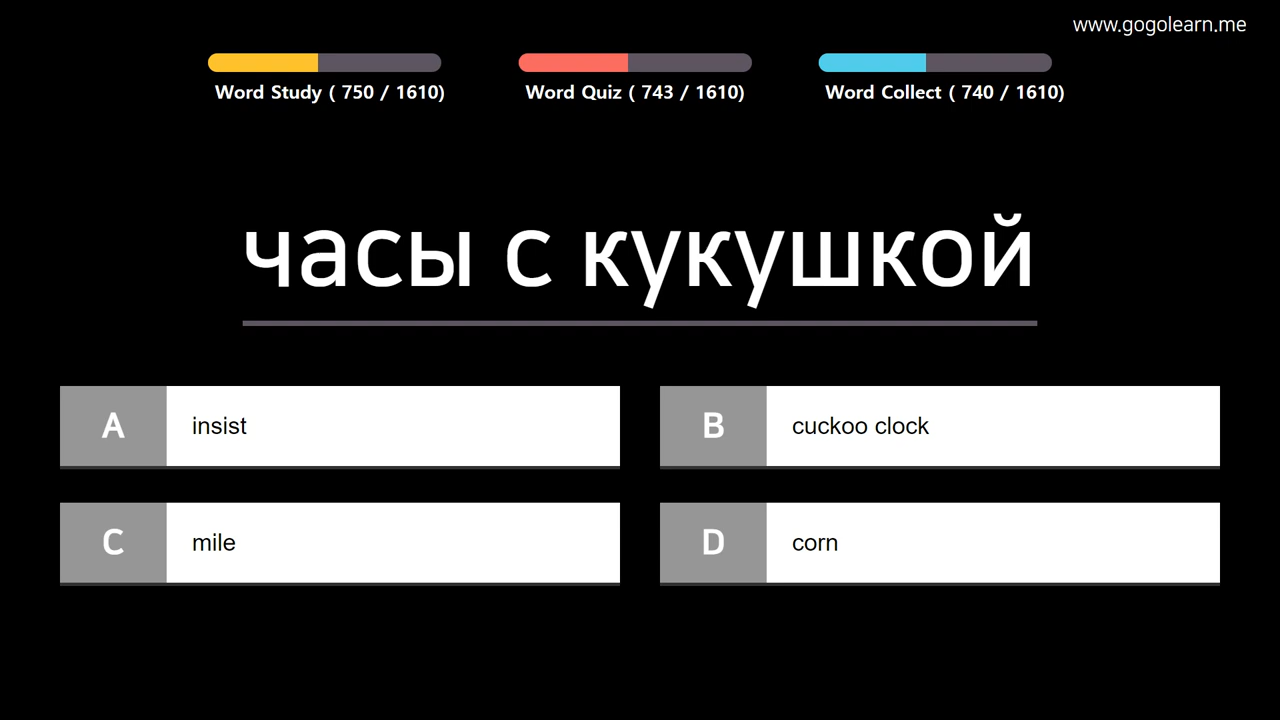 www.gogolearn.me
Word Study ( 750 / 1610)
Word Quiz ( 743 / 1610)
Word Collect ( 740 / 1610)
часы с кукушкой
A insist
B cuckoo clock
C mile
D corn